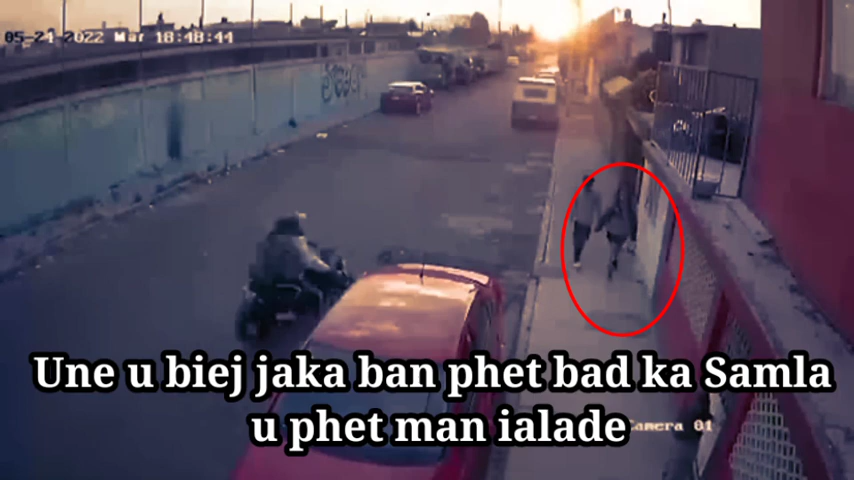 05-24-2022 Mar 18:48:44
Camera 01
Une u biej jaka ban phet bad ka Samla
u phet man ialade